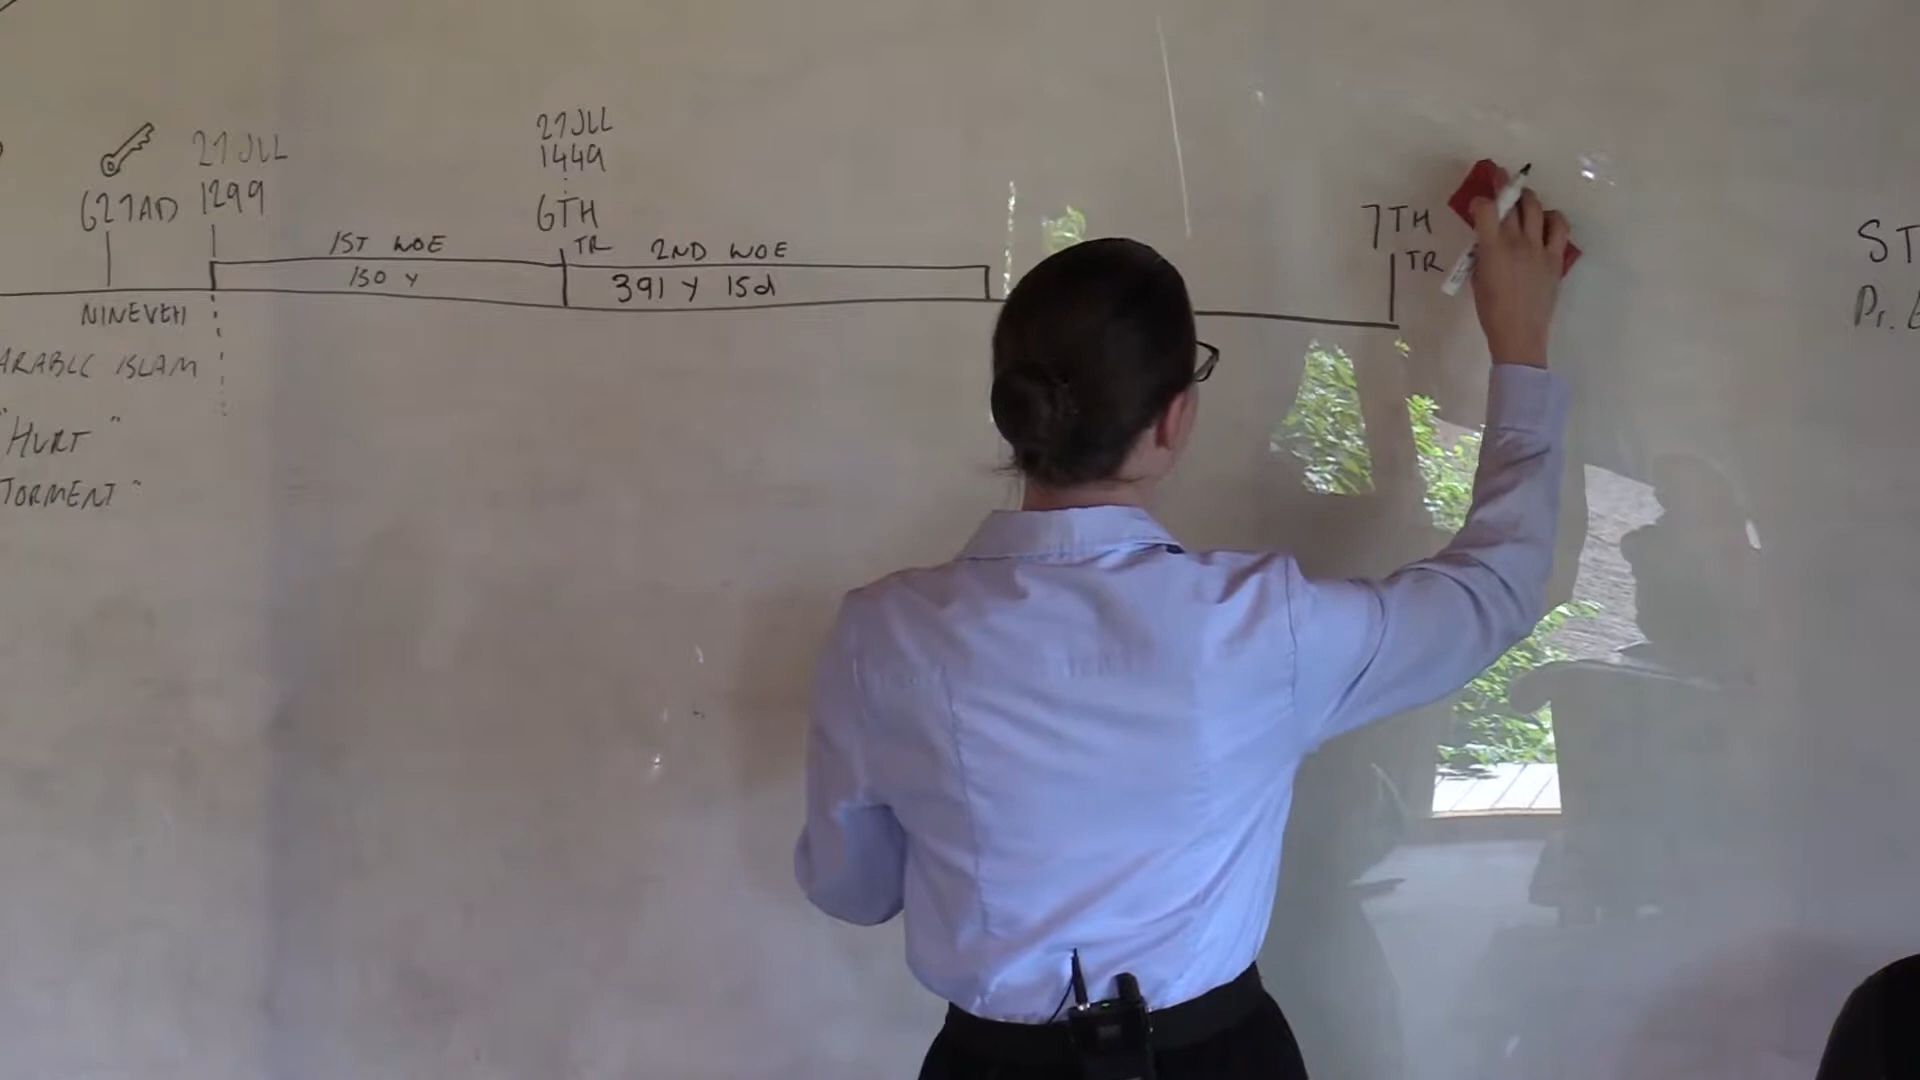 27 JUL
1449
27 JUL
1299
627AD
6TH
TR
7TH
TR
1ST WOE
2ND WOE
150 Y
391 Y 15d
NINEVEH
ARABIC ISLAM
"HURT"
TORMENT"
ST
Pr.